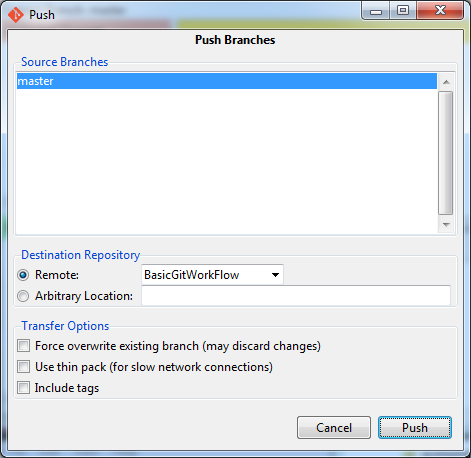 Push
Push Branches
Source Branches
master
Destination Repository
Remote: BasicGitWorkFlow
Arbitrary Location:
Transfer Options
Force overwrite existing branch (may discard changes)
Use thin pack (for slow network connections)
Include tags
Cancel Push